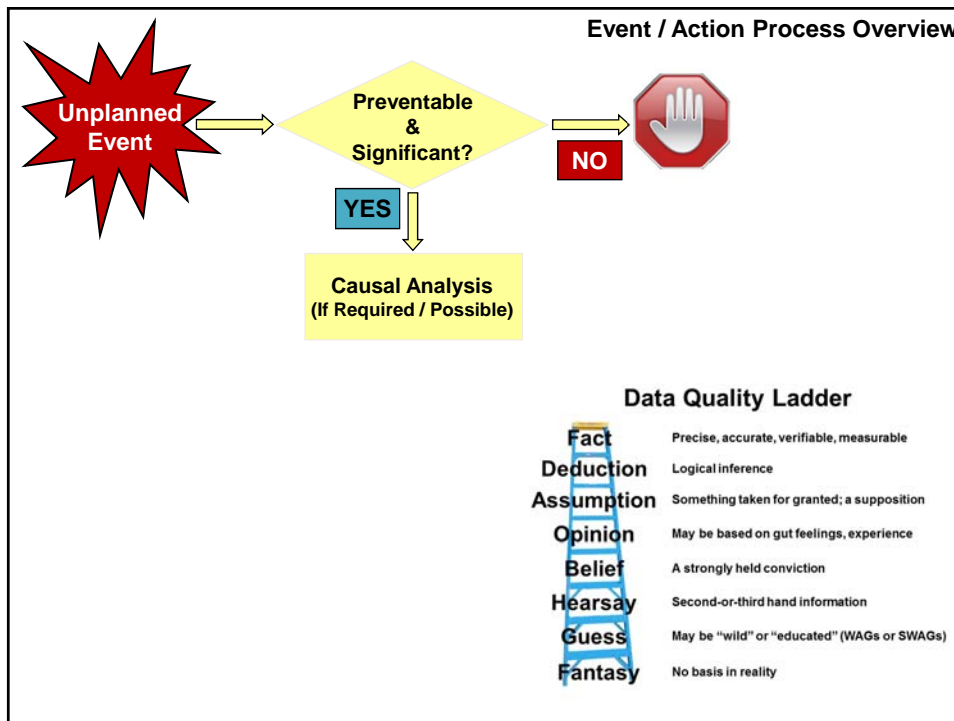 Event / Action Process Overview
Unplanned
Event
Preventable
&
Significant?
NO
YES
Causal Analysis
(If Required / Possible)
Data Quality Ladder
Fact Precise, accurate, verifiable, measurable
Deduction Logical inference
Assumption Something taken for granted; a supposition
Opinion May be based on gut feelings, experience
Belief A strongly held conviction
Hearsay Second-or-third hand information
Guess May be “wild” or “educated” (WAGs or SWAGs)
Fantasy No basis in reality